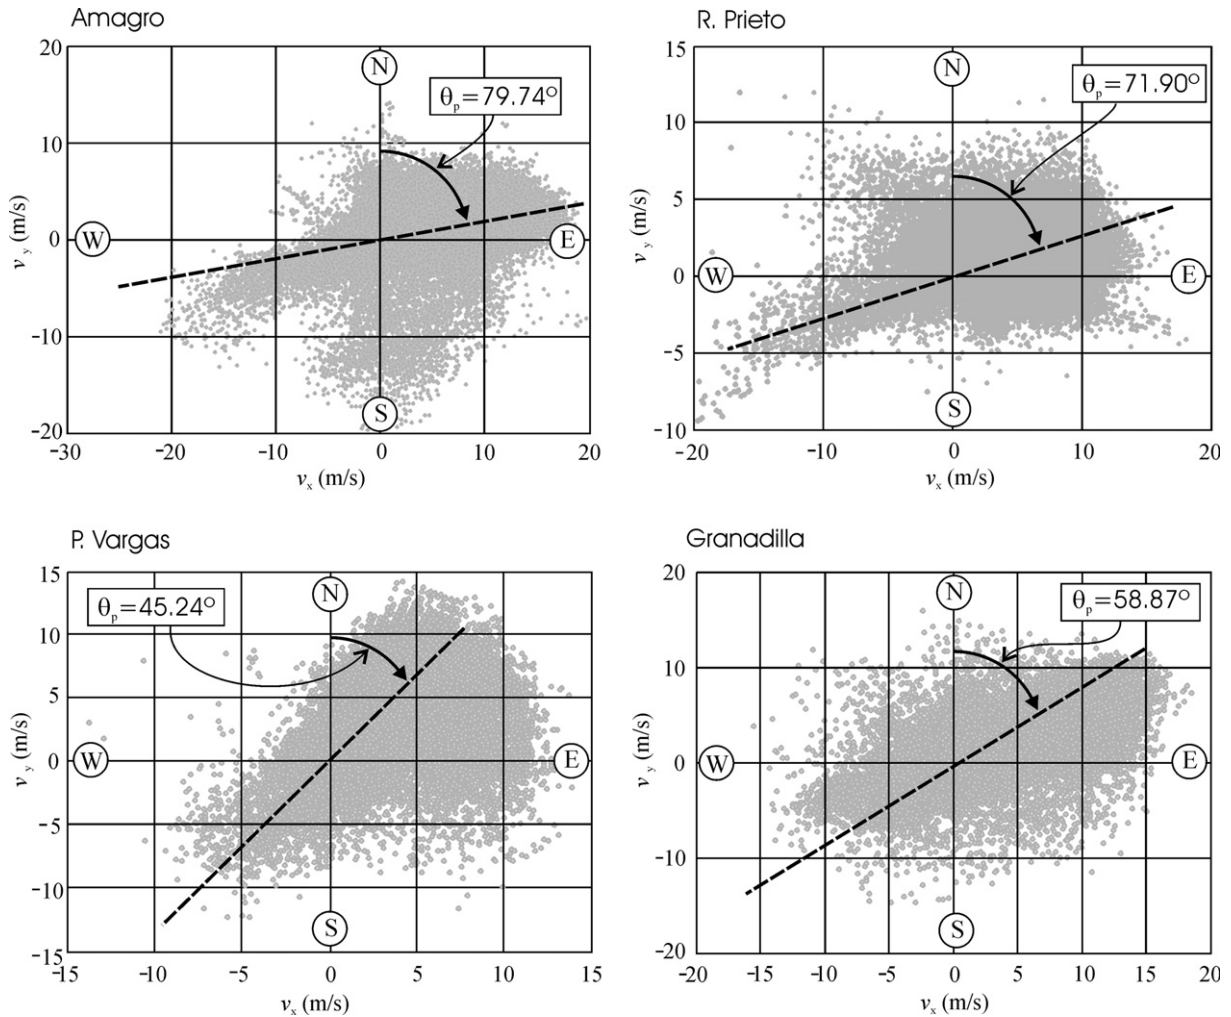 Amagro
20
N
θp=79.74°
10
vy (m/s)
W
0
E
−10
−20
S
−30
−20
−10
0
10
20
vx (m/s)
R. Prieto
15
N
θp=71.90°
10
5
vy (m/s)
W
0
E
−5
S
−10
−20
−10
0
10
20
vx (m/s)
P. Vargas
15
N
θp=45.24°
10
5
vy (m/s)
W
0
E
−5
−10
S
−15
−15
−10
−5
0
5
10
15
vx (m/s)
Granadilla
20
N
θp=58.87°
10
vy (m/s)
W
0
E
−10
S
−20
−20
−15
−10
−5
0
5
10
15
20
vx (m/s)